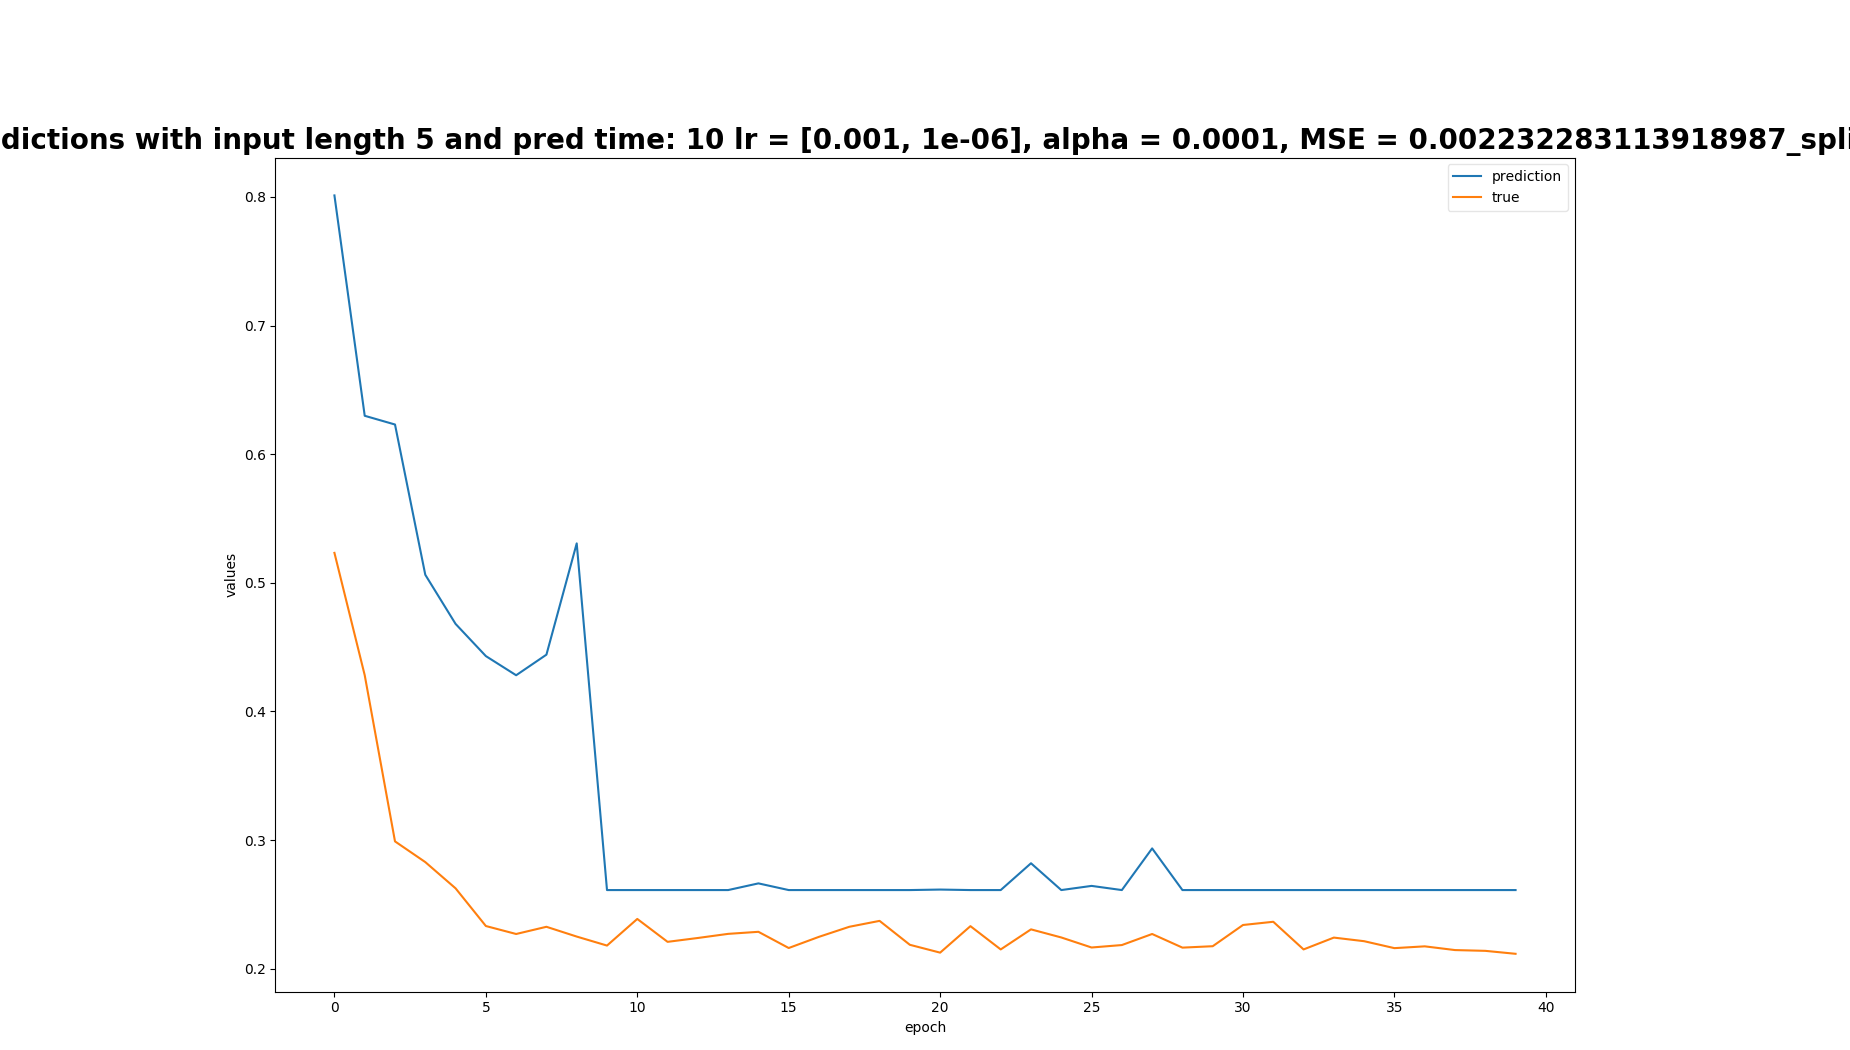 dictions with input length 5 and pred time: 10 lr = [0.001, 1e-06], alpha = 0.0001, MSE = 0.002232283113918987_spli
prediction
true
0.8
0.7
0.6
0.5
0.4
0.3
0.2
values
0 5 10 15 20 25 30 35 40
epoch